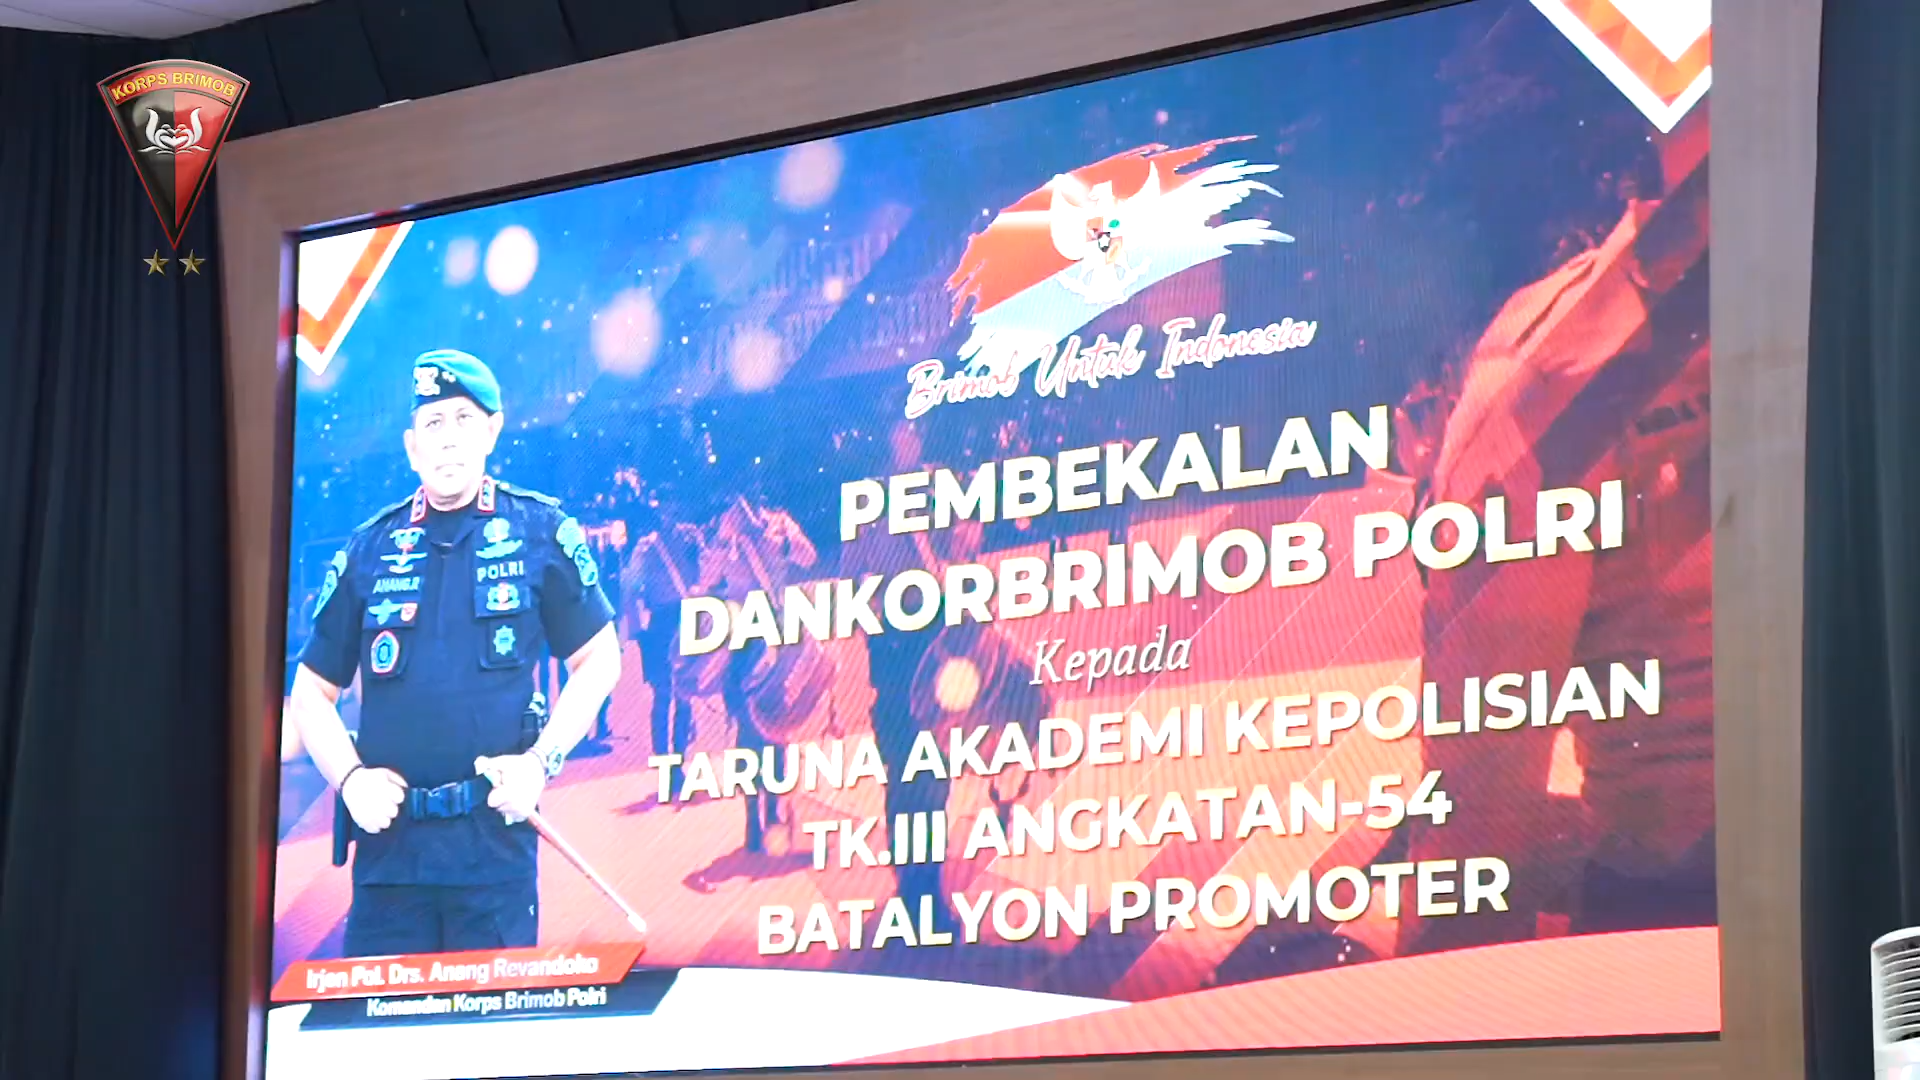 KORPS BRIMOB
Brimob Untuk Indonesia
PEMBEKALAN
DANKORBRIMOB POLRI
Kepada
TARUNA AKADEMI KEPOLISIAN
TK.III ANGKATAN-54
BATALYON PROMOTER
ANANG.R
POLRI
Irjen Pol. Drs. Anang Revandoko
Komandan Korps Brimob Polri